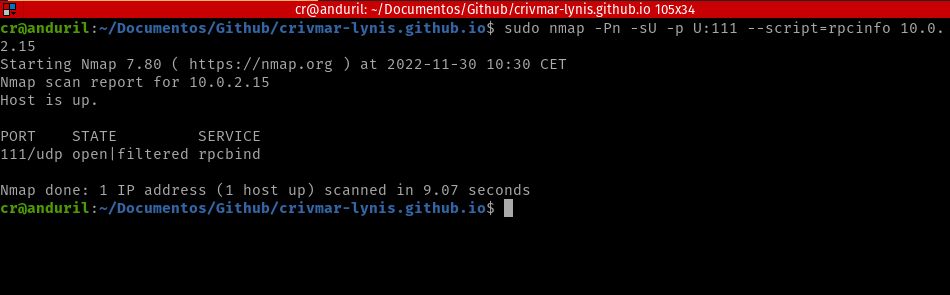 cr@anduril: ~/Documentos/Github/crivmar-lynis.github.io 105x34
cr@anduril:~/Documentos/Github/crivmar-lynis.github.io$ sudo nmap -Pn -sU -p U:111 --script=rpcinfo 10.0.
2.15
Starting Nmap 7.80 ( https://nmap.org ) at 2022-11-30 10:30 CET
Nmap scan report for 10.0.2.15
Host is up.
PORT    STATE         SERVICE
111/udp open|filtered rpcbind
Nmap done: 1 IP address (1 host up) scanned in 9.07 seconds
cr@anduril:~/Documentos/Github/crivmar-lynis.github.io$